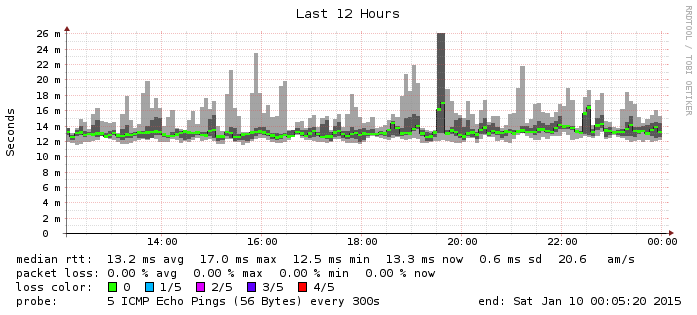 Last 12 Hours
RRDTOOL / TOBI OETIKER
Seconds
26 m
24 m
22 m
20 m
18 m
16 m
14 m
12 m
10 m
8 m
6 m
4 m
2 m
0
14:00 16:00 18:00 20:00 22:00 00:00
median rtt: 13.2 ms avg 17.0 ms max 12.5 ms min 13.3 ms now 0.6 ms sd 20.6 am/s
packet loss: 0.00 % avg 0.00 % max 0.00 % min 0.00 % now
loss color: 0 1/5 2/5 3/5 4/5
probe: 5 ICMP Echo Pings (56 Bytes) every 300s end: Sat Jan 10 00:05:20 2015